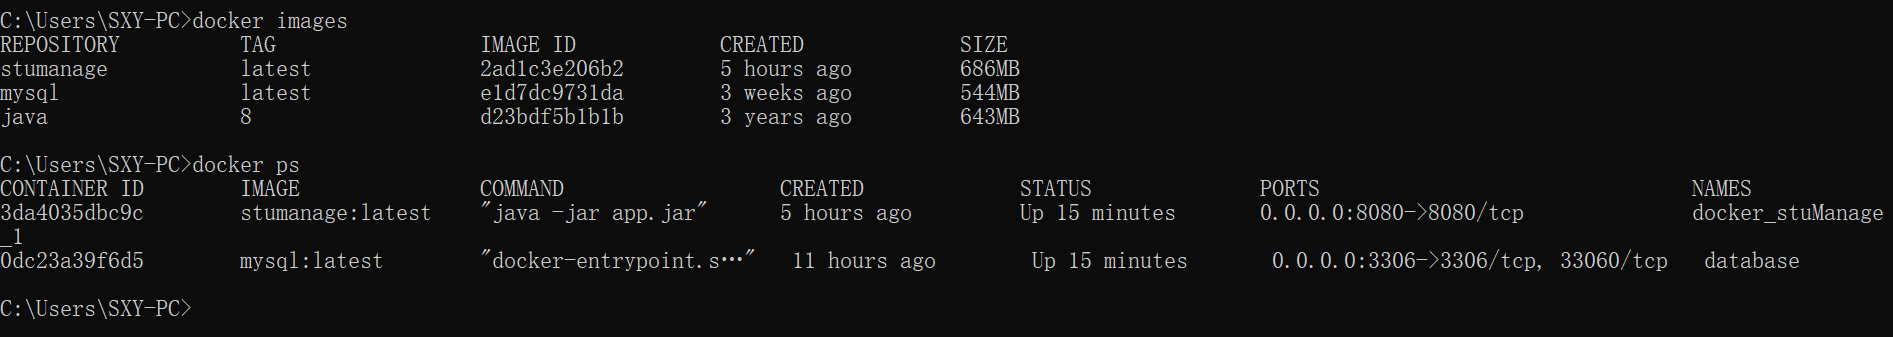 C:\Users\SXY-PC>docker images
REPOSITORY          TAG                 IMAGE ID            CREATED             SIZE
stumanage           latest              2ad1c3e206b2        5 hours ago         686MB
mysql               latest              e1d7dc9731da        3 weeks ago         544MB
java                8                   d23bdf5b1b1b        3 years ago         643MB
C:\Users\SXY-PC>docker ps
CONTAINER ID        IMAGE               COMMAND                  CREATED             STATUS              PORTS                               NAMES
3da4035dbc9c        stumanage:latest    "java -jar app.jar"      5 hours ago         Up 15 minutes       0.0.0.0:8080->8080/tcp              docker_stuManage
_1
0dc23a39f6d5        mysql:latest        "docker-entrypoint.s…"   11 hours ago        Up 15 minutes       0.0.0.0:3306->3306/tcp, 33060/tcp   database
C:\Users\SXY-PC>